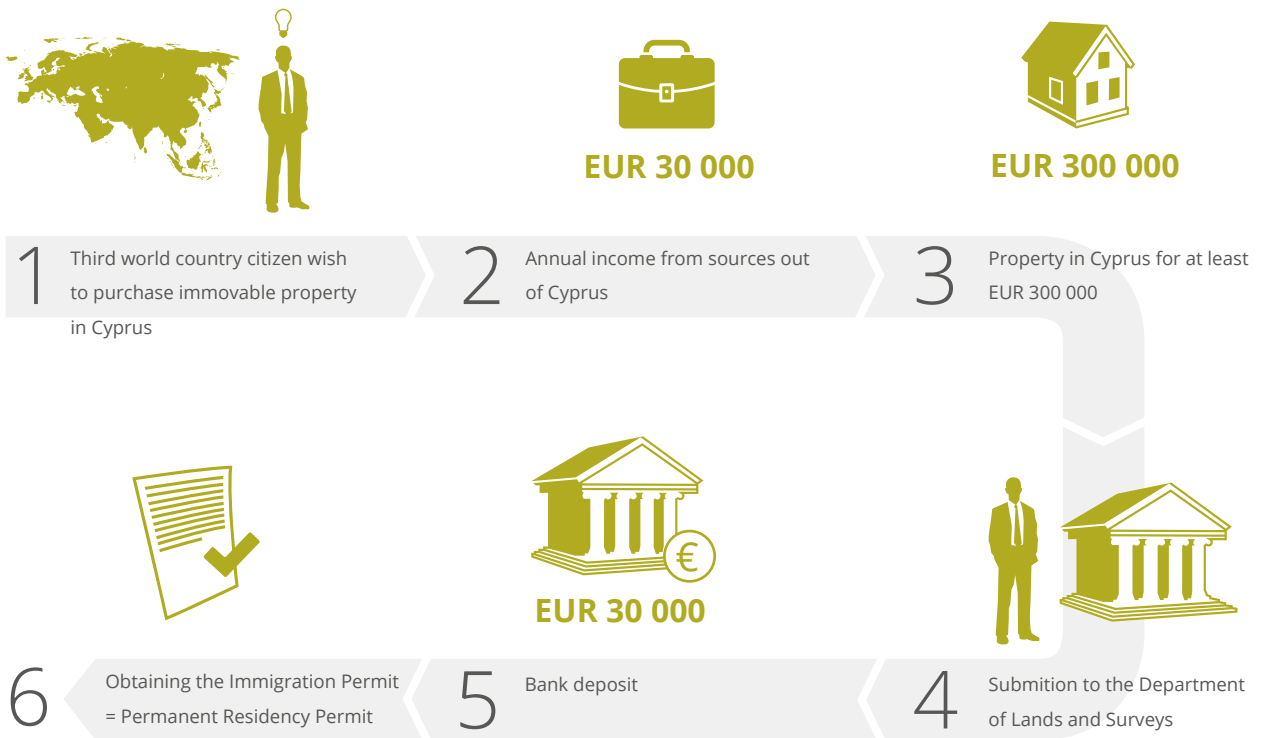 EUR 30 000
EUR 300 000
1
Third world country citizen wish
to purchase immovable property
in Cyprus
2
Annual income from sources out
of Cyprus
3
Property in Cyprus for at least
EUR 300 000
€
EUR 30 000
4
Submition to the Department
of Lands and Surveys
5
Bank deposit
6
Obtaining the Immigration Permit
= Permanent Residency Permit